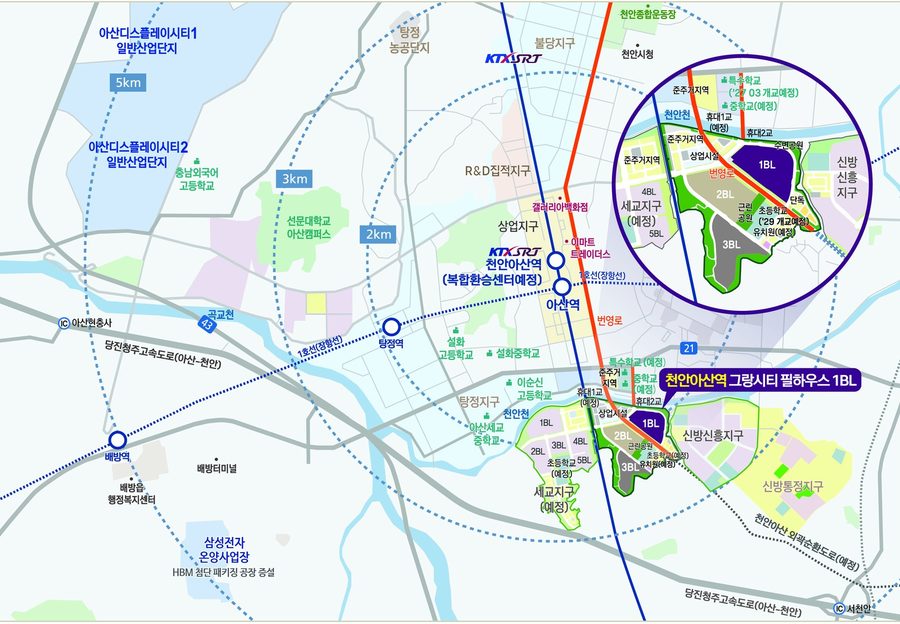 아산디스플레이시티1
일반산업단지
5km
아산디스플레이시티2
일반산업단지
충남외국어
고등학교
3km
선문대학교
아산캠퍼스
2km
탕정
농공단지
불당지구
KTX SRT
천안종합운동장
천안시청
R&D집적지구
갤러리아백화점
상업지구
이마트
트레이더스
KTX SRT
천안아산역
(복합환승센터예정)
1호선(장항선)
아산역
번영로
준주거지역
특수학교
('27 03 개교예정)
중학교(예정)
천안천
휴대1교
(예정)
휴대2교
수변공원
준주거지역
준주거지역
상업시설
1BL
번영로
신방
신흥
지구
4BL
세교지구
(예정)
5BL
2BL
근린
공원
단독
초등학교
('29 개교예정)
유치원(예정)
3BL
곡교천
43
IC 아산현충사
당진청주고속도로(아산~천안)
1호선(장항선)
탕정역
설화
고등학교
설화중학교
이순신
고등학교
탕정지구
천안천
아산세교
중학교
21
특수학교 (예정)
준주거
지역
중학교
(예정)
휴대1교
(예정)
휴대2교
천안아산역 그랑시티 필하우스 1BL
상업시설
1BL
2BL
근린공원
초등학교(예정)
유치원(예정)
3BL
1BL
2BL
3BL
4BL
초등학교
(예정)
5BL
세교지구
(예정)
신방신흥지구
신방통정지구
천안아산 외곽순환도로(예정)
배방역
배방터미널
배방읍
행정복지센터
삼성전자
온양사업장
HBM 첨단 패키징 공장 증설
당진청주고속도로(아산~천안)
IC 서천안